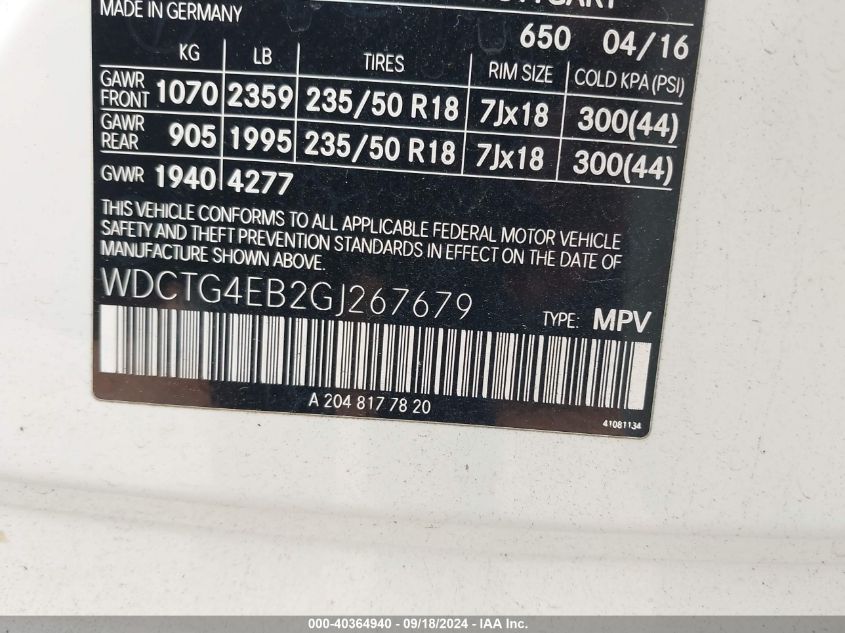 MADE IN GERMANY
650 04/16
KG LB TIRES RIM SIZE COLD KPA (PSI)
GAWR FRONT 1070 2359 235/50 R18 7Jx18 300(44)
GAWR REAR 905 1995 235/50 R18 7Jx18 300(44)
GVWR 1940 4277
THIS VEHICLE CONFORMS TO ALL APPLICABLE FEDERAL MOTOR VEHICLE
SAFETY AND THEFT PREVENTION STANDARDS IN EFFECT ON THE DATE OF
MANUFACTURE SHOWN ABOVE.
WDCTG4EB2GJ267679
TYPE: MPV
A 204 817 78 20
41081134
000-40364940 - 09/18/2024 - IAA Inc.